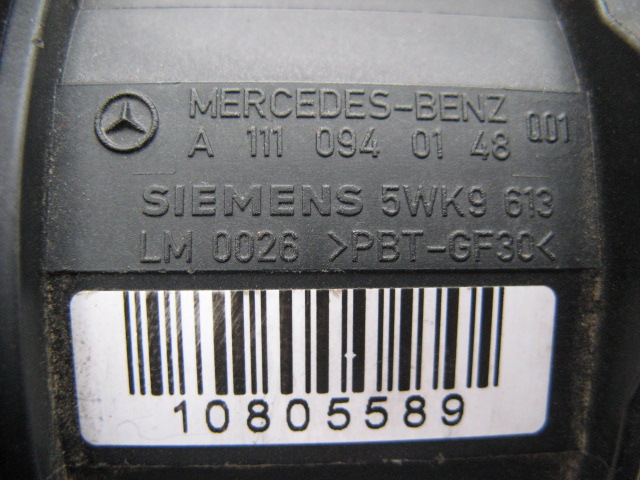 MERCEDES-BENZ
A 111 094 01 48 001
SIEMENS 5WK9 613
LM 0026 >PBT-GF30<
10805589